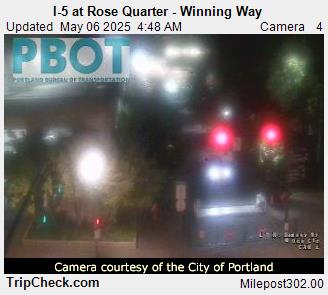 I-5 at Rose Quarter - Winning Way
Updated May 06 2025 4:48 AM Camera 4
PBOT
PORTLAND BUREAU OF TRANSPORTATION
Camera courtesy of the City of Portland
TripCheck.com Milepost302.00